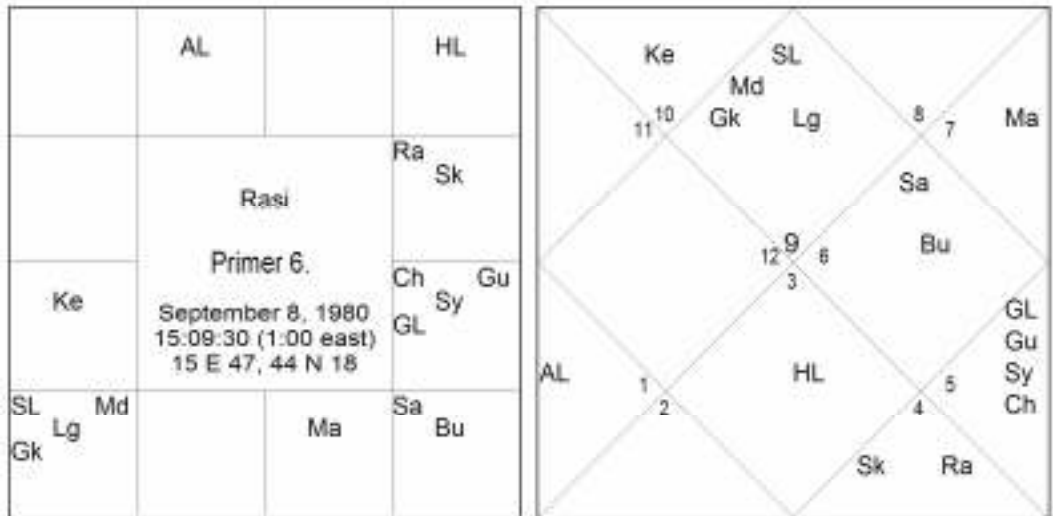 AL HL
Ra
Sk
Rasi
Primer 6.
Ke
September 8, 1980
15:09:30 (1:00 east)
15 E 47, 44 N 18
Ch Gu
Sy
GL
SL Md
Lg
Gk
Ma
Sa
Bu
Ke SL
Md
Gk Lg
10
11
8
7
Ma
Sa
Bu
9
12 6
3
GL
Gu
Sy
Ch
AL
1
2
HL
5
4
Sk Ra